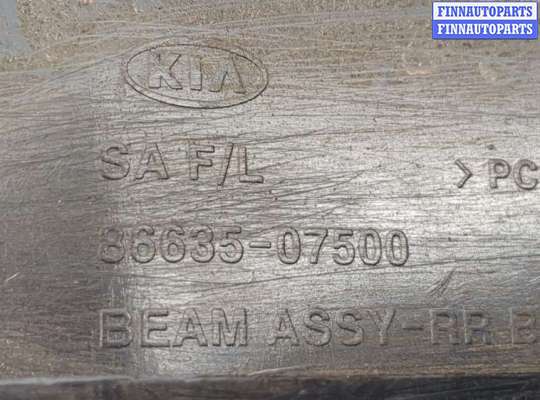 FINNAUTOPARTS
FINNAUTOPARTS
KIA
SA F/L
>PC
86635-07500
BEAM ASSY-RR B